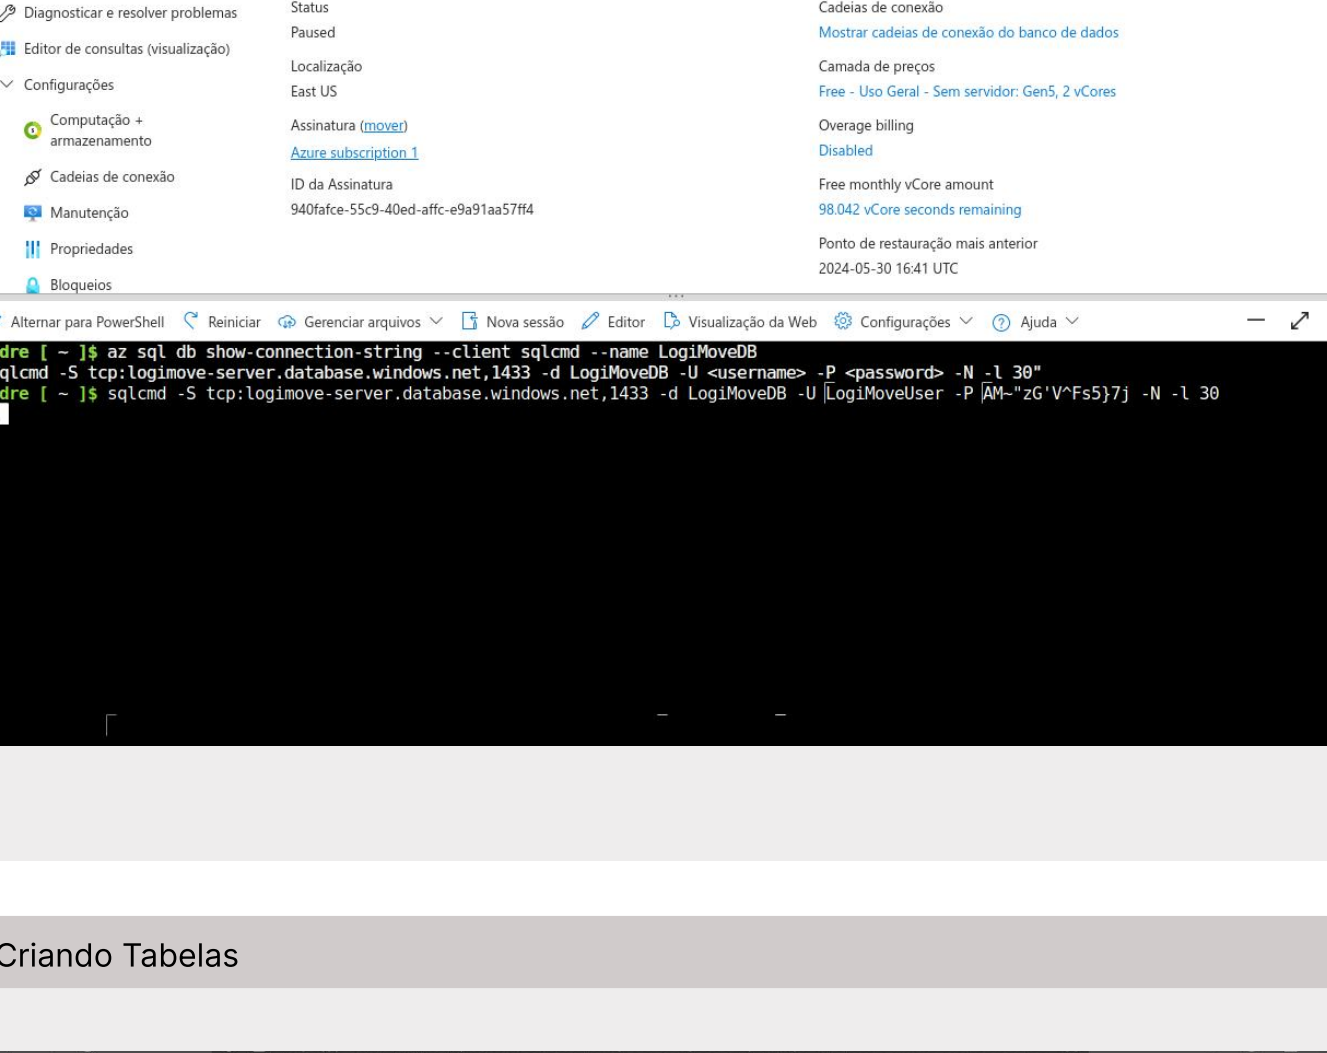 Diagnosticar e resolver problemas
Editor de consultas (visualização)
Configurações
Computação +
armazenamento
Cadeias de conexão
Manutenção
Propriedades
Bloqueios
Status
Paused
Localização
East US
Assinatura (mover)
Azure subscription 1
ID da Assinatura
940fafce-55c9-40ed-affc-e9a91aa57ff4
Cadeias de conexão
Mostrar cadeias de conexão do banco de dados
Camada de preços
Free - Uso Geral - Sem servidor: Gen5, 2 vCores
Overage billing
Disabled
Free monthly vCore amount
98.042 vCore seconds remaining
Ponto de restauração mais anterior
2024-05-30 16:41 UTC
Alternar para PowerShell Reiniciar Gerenciar arquivos Nova sessão Editor Visualização da Web Configurações Ajuda
dre [ ~ ]$ az sql db show-connection-string --client sqlcmd --name LogiMoveDB
qlcmd -S tcp:logimove-server.database.windows.net,1433 -d LogiMoveDB -U <username> -P <password> -N -l 30"
dre [ ~ ]$ sqlcmd -S tcp:logimove-server.database.windows.net,1433 -d LogiMoveDB -U LogiMoveUser -P AM~"zG'V^Fs5}7j -N -l 30
Criando Tabelas